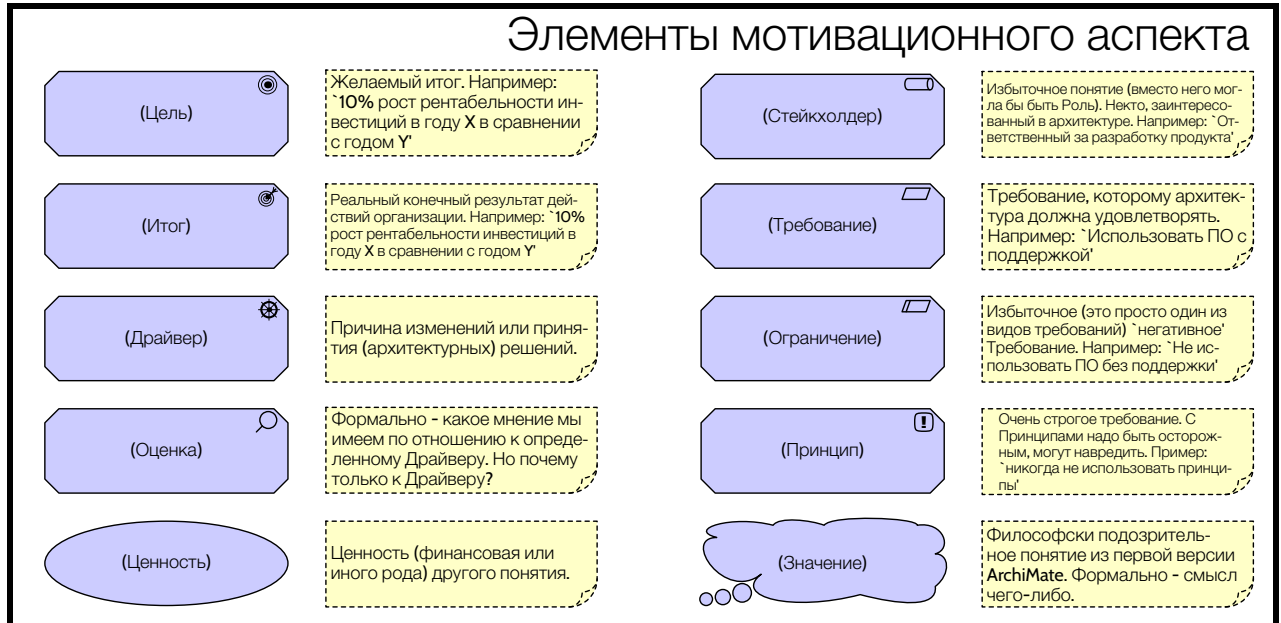 Элементы мотивационного аспекта
(Цель)
Желаемый итог. Например:
`10% рост рентабельности ин-
вестиций в году X в сравнении
с годом Y'
(Стейкхолдер)
Избыточное понятие (вместо него мог-
ла бы быть Роль). Некто, заинтересо-
ванный в архитектуре. Например: `От-
ветственный за разработку продукта'
(Итог)
Реальный конечный результат дей-
ствий организации. Например: `10%
рост рентабельности инвестиций в
году X в сравнении с годом Y'
(Требование)
Требование, которому архитек-
тура должна удовлетворять.
Например: `Использовать ПО с
поддержкой'
(Драйвер)
Причина изменений или приня-
тия (архитектурных) решений.
(Ограничение)
Избыточное (это просто один из
видов требований) `негативное'
Требование. Например: `Не ис-
пользовать ПО без поддержки'
(Оценка)
Формально - какое мнение мы
имеем по отношению к опреде-
ленному Драйверу. Но почему
только к Драйверу?
(Принцип)
Очень строгое требование. С
Принципами надо быть осторож-
ным, могут навредить. Пример:
`никогда не использовать принци-
пы'
(Ценность)
Ценность (финансовая или
иного рода) другого понятия.
(Значение)
Философски подозритель-
ное понятие из первой версии
ArchiMate. Формально - смысл
чего-либо.